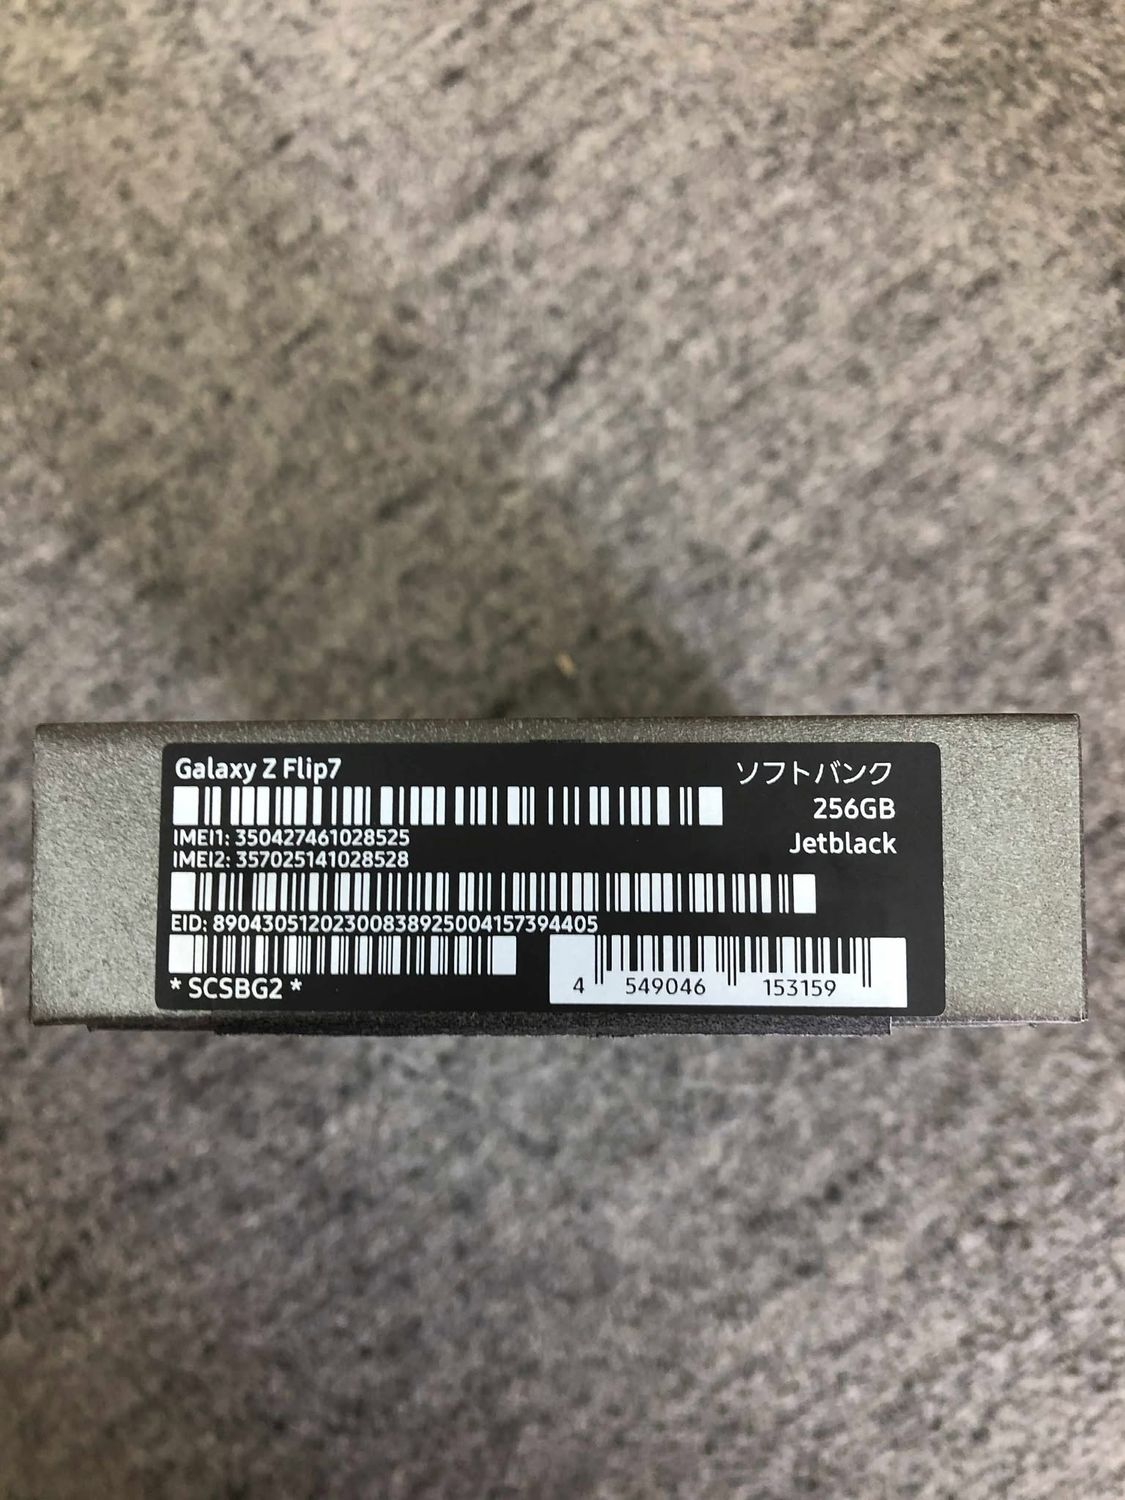 Galaxy Z Flip7
ソフトバンク
256GB
Jetblack
IMEI1: 350427461028525
IMEI2: 357025141028528
EID: 89043051202300838925004157394405
* SCSBG2 *
4 549046 153159